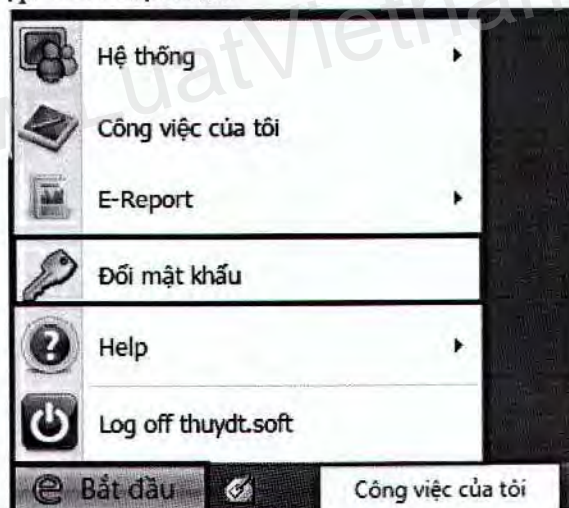 LuatVietnam
Hệ thống
Công việc của tôi
E-Report
Đổi mật khẩu
Help
Log off thuydt.soft
Bắt đầu
Công việc của tôi